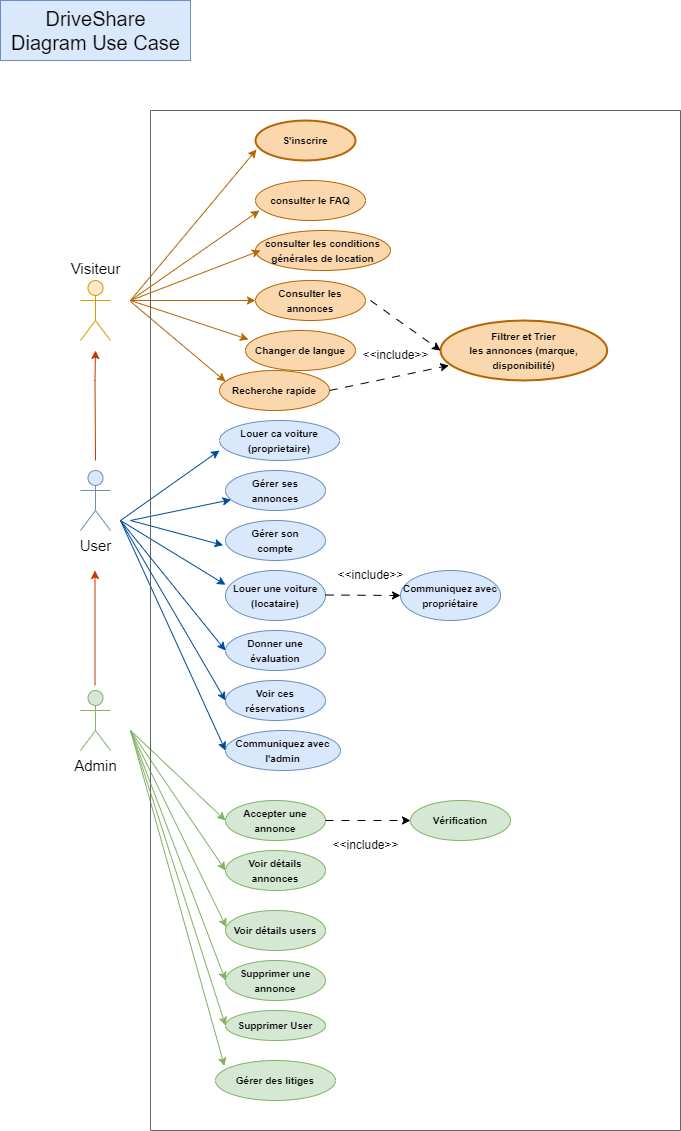 DriveShare
Diagram Use Case
S'inscrire
consulter le FAQ
consulter les conditions
générales de location
Visiteur
Consulter les
annonces
Filtrer et Trier
les annonces (marque,
disponibilité)
Changer de langue
<<include>>
Recherche rapide
Louer ca voiture
(proprietaire)
Gérer ses
annonces
User
Gérer son
compte
<<include>>
Louer une voiture
(locataire)
Communiquez avec
propriétaire
Donner une
évaluation
Voir ces
réservations
Admin
Communiquez avec
l'admin
Accepter une
annonce
Vérification
<<include>>
Voir détails
annonces
Voir détails users
Supprimer une
annonce
Supprimer User
Gérer des litiges